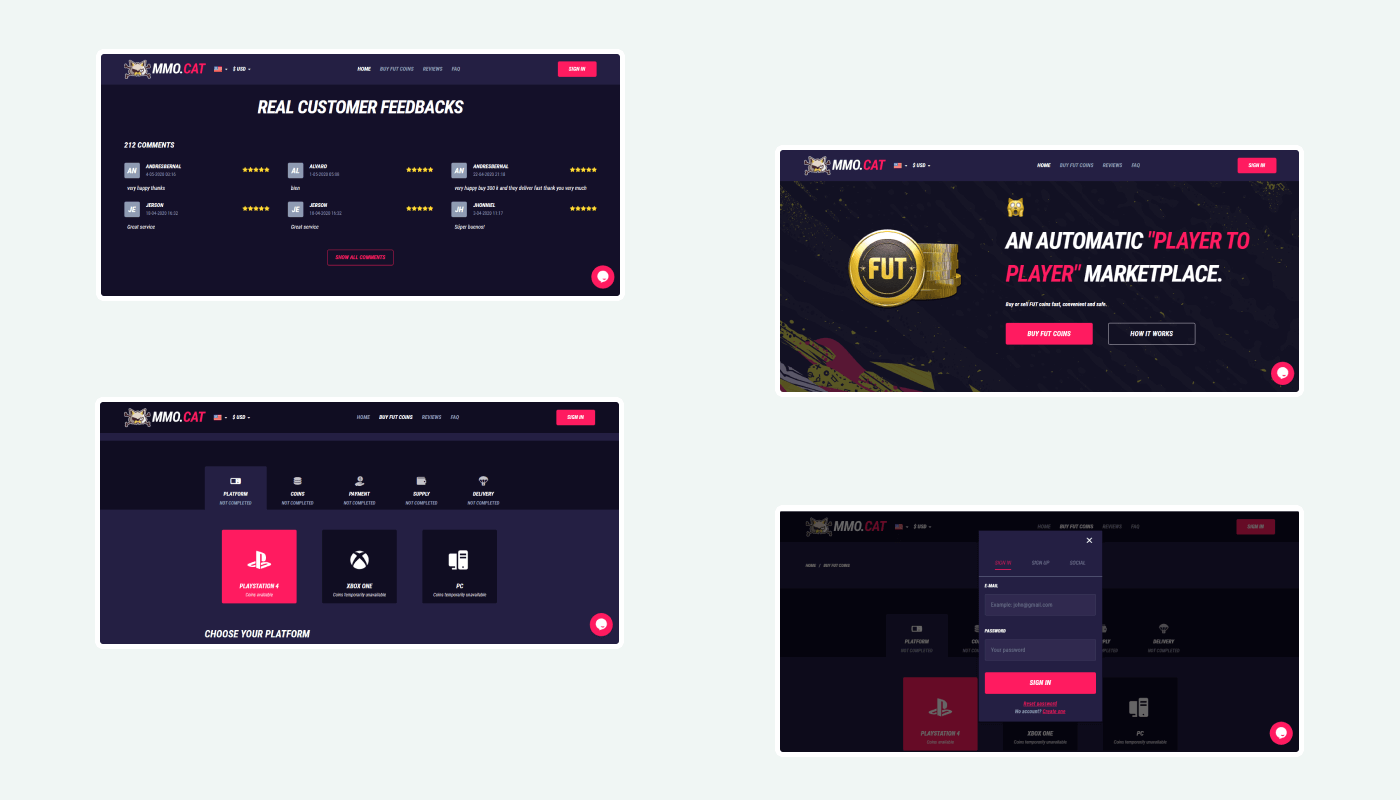 MMO.CAT $ USD HOME BUY FUT COINS REVIEWS FAQ SIGN IN
REAL CUSTOMER FEEDBACKS
212 COMMENTS
AN ANDRESBERNAL
4-05-2020 02:16
very happy thanks
AL ALVARO
1-05-2020 05:08
bien
AN ANDRESBERNAL
22-04-2020 21:18
very happy buy 300 k and they deliver fast thank you very much
JE JERSON
18-04-2020 16:32
Great service
JE JERSON
18-04-2020 14:32
Great service
JH JHONNIEL
2-04-2020 11:17
Súper buenos!
SHOW ALL COMMENTS
MMO.CAT $ USD HOME BUY FUT COINS REVIEWS FAQ SIGN IN
FUT
AN AUTOMATIC "PLAYER TO
PLAYER" MARKETPLACE.
Buy or sell FUT coins fast, convenient and safe.
BUY FUT COINS HOW IT WORKS
MMO.CAT $ USD HOME BUY FUT COINS REVIEWS FAQ SIGN IN
PLATFORM COINS PAYMENT SUPPLY DELIVERY
NOT COMPLETED NOT COMPLETED NOT COMPLETED NOT COMPLETED NOT COMPLETED
PLAYSTATION 4 XBOX ONE PC
Coins available Coins temporarily unavailable Coins temporarily unavailable
CHOOSE YOUR PLATFORM
MMO.CAT $ USD HOME BUY FUT COINS REVIEWS FAQ SIGN IN
HOME / BUY FUT COINS
SIGN IN SIGN UP SOCIAL
E-MAIL
Example: john@gmail.com
PASSWORD
Your password
SIGN IN
Reset password
No account? Create one
PLATFORM DELIVERY
NOT COMPLETED NOT COMPLETED
PLAYSTATION 4 XBOX ONE PC
Coins available Coins temporarily unavailable Coins temporarily unavailable